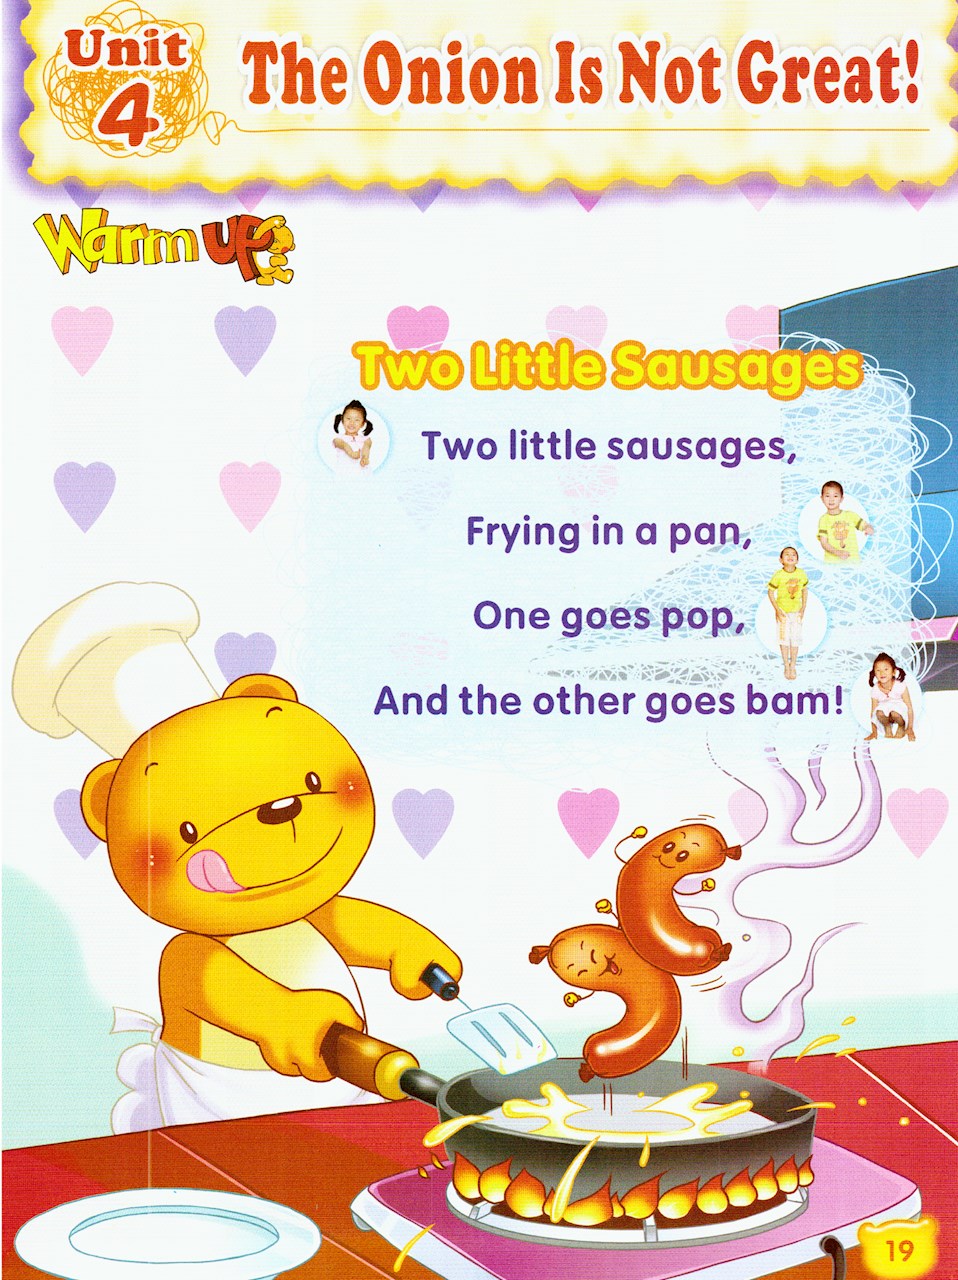 Unit
4
The Onion Is Not Great!
Warm up
Two Little Sausages
Two little sausages,
Frying in a pan,
One goes pop,
And the other goes bam!
19